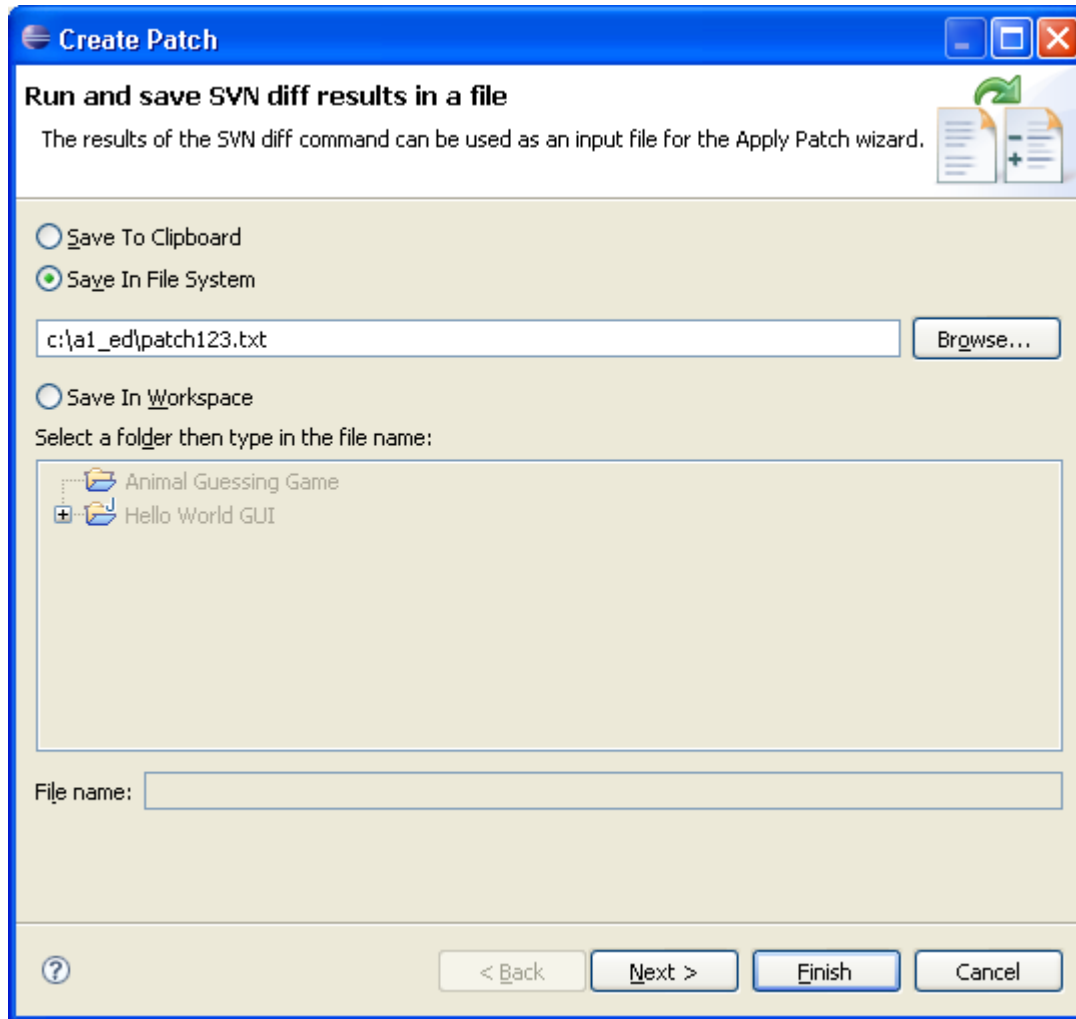 Create Patch
Run and save SVN diff results in a file
The results of the SVN diff command can be used as an input file for the Apply Patch wizard.
Save To Clipboard
Save In File System
c:\a1_ed\patch123.txt
Browse...
Save In Workspace
Select a folder then type in the file name:
Animal Guessing Game
Hello World GUI
File name:
< Back Next > Finish Cancel